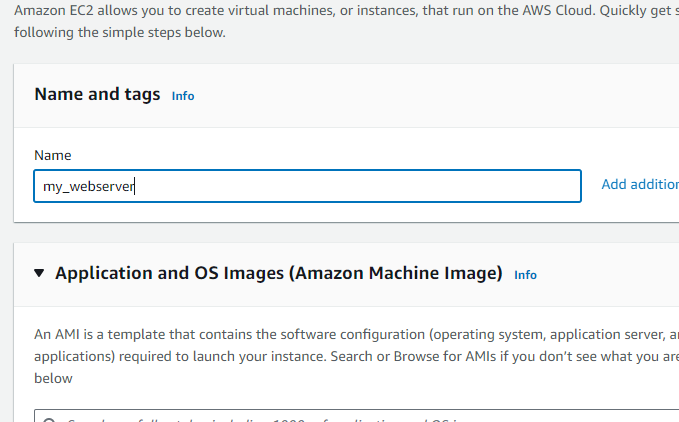 Amazon EC2 allows you to create virtual machines, or instances, that run on the AWS Cloud. Quickly get
following the simple steps below.
Name and tags Info
Name
my_webserver Add
Application and OS Images (Amazon Machine Image) Info
An AMI is a template that contains the software configuration (operating system, application server,
applications) required to launch your instance. Search or Browse for AMIs if you don't see what you are
below